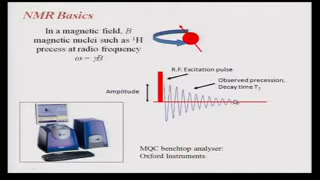 NMR Basics
In a magnetic field, B
magnetic nuclei such as ¹H
precess at radio frequency
ω = γB
R.F. Excitation pulse
Amplitude
Observed precession,
Decay time T₂
MQC benchtop analyser:
Oxford Instruments